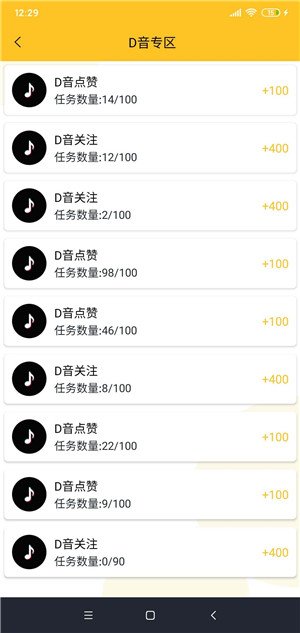 12:29
D音专区
D音点赞
任务数量:14/100
+100
D音关注
任务数量:12/100
+400
D音关注
任务数量:2/100
+400
D音点赞
任务数量:98/100
+100
D音点赞
任务数量:46/100
+100
D音关注
任务数量:8/100
+400
D音点赞
任务数量:22/100
+100
D音点赞
任务数量:9/100
+100
D音关注
任务数量:0/90
+400